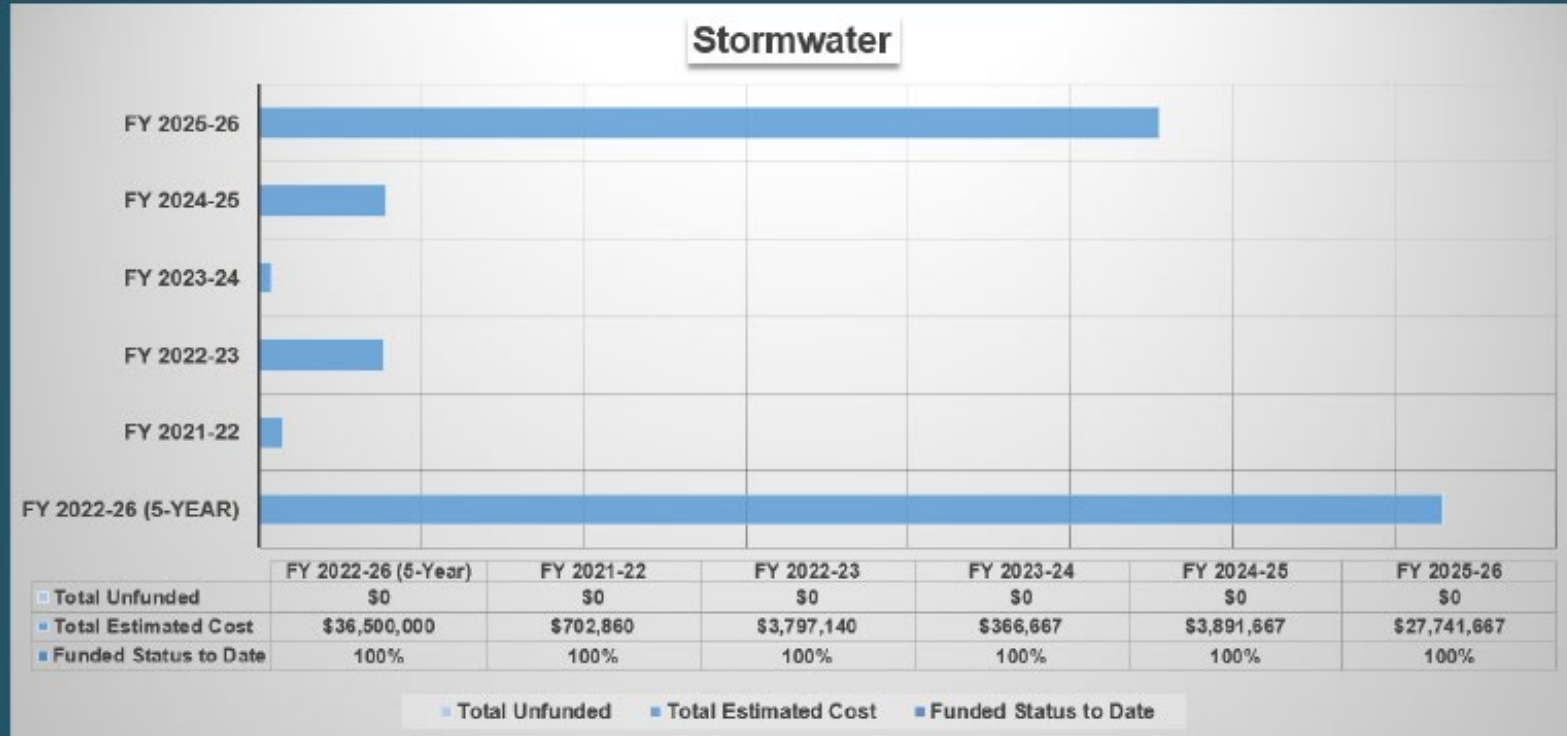 Stormwater
FY 2025-26
FY 2024-25
FY 2023-24
FY 2022-23
FY 2021-22
FY 2022-26 (5-YEAR)
FY 2022-26 (5-Year) FY 2021-22 FY 2022-23 FY 2023-24 FY 2024-25 FY 2025-26
Total Unfunded $0 $0 $0 $0 $0 $0
Total Estimated Cost $36,500,000 $702,860 $3,797,140 $366,667 $3,891,667 $27,741,667
Funded Status to Date 100% 100% 100% 100% 100% 100%
Total Unfunded Total Estimated Cost Funded Status to Date